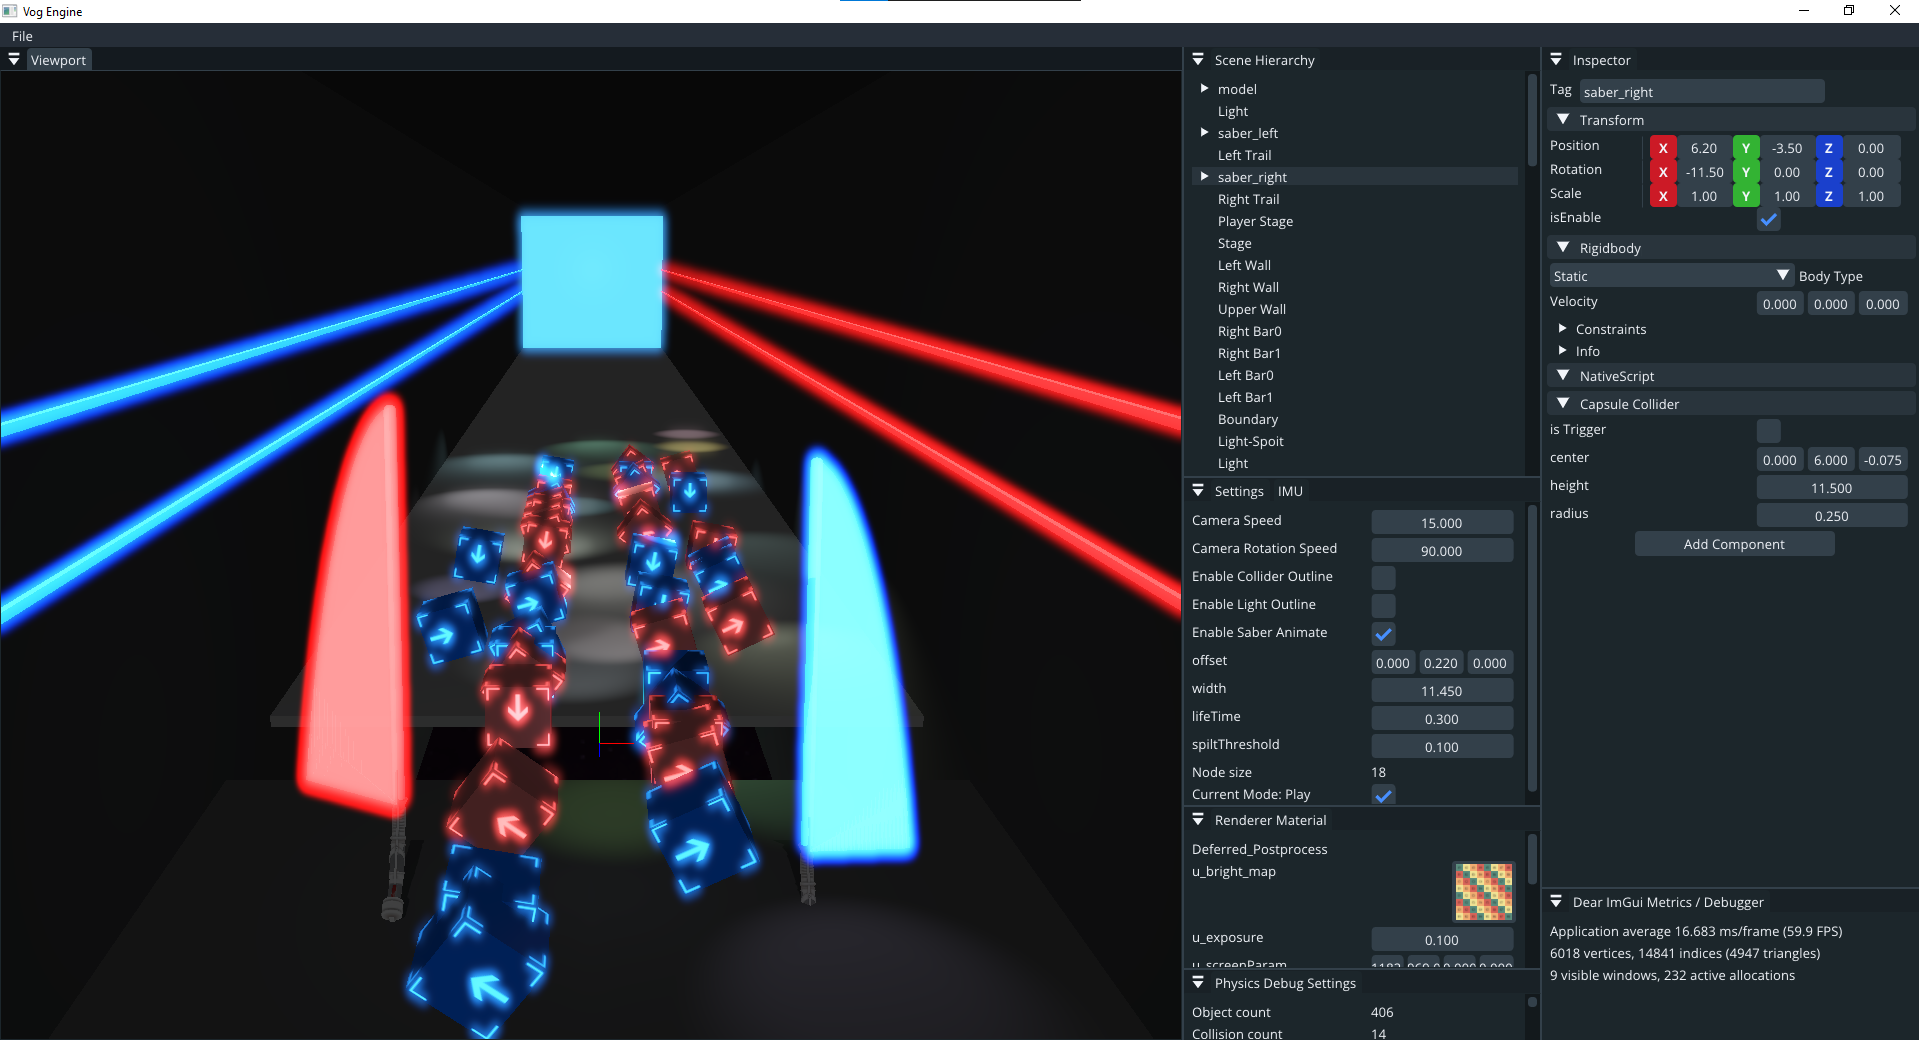 Vog Engine
File
Viewport
Scene Hierarchy
model
Light
saber_left
Left Trail
saber_right
Right Trail
Player Stage
Stage
Left Wall
Right Wall
Upper Wall
Right Bar0
Right Bar1
Left Bar0
Left Bar1
Boundary
Light-Spoit
Light
Settings IMU
Camera Speed 15.000
Camera Rotation Speed 90.000
Enable Collider Outline
Enable Light Outline
Enable Saber Animate
offset 0.000 0.220 0.000
width 11.450
lifeTime 0.300
spiltThreshold 0.100
Node size 18
Current Mode: Play
Renderer Material
Deferred_Postprocess
u_bright_map
u_exposure 0.100
u_screenParam
Physics Debug Settings
Object count 406
Collision count 14
Inspector
Tag saber_right
Transform
Position X 6.20 Y -3.50 Z 0.00
Rotation X -11.50 Y 0.00 Z 0.00
Scale X 1.00 Y 1.00 Z 1.00
isEnable
Rigidbody
Static Body Type
Velocity 0.000 0.000 0.000
Constraints
Info
NativeScript
Capsule Collider
is Trigger
center 0.000 6.000 -0.075
height 11.500
radius 0.250
Add Component
Dear ImGui Metrics / Debugger
Application average 16.683 ms/frame (59.9 FPS)
6018 vertices, 14841 indices (4947 triangles)
9 visible windows, 232 active allocations